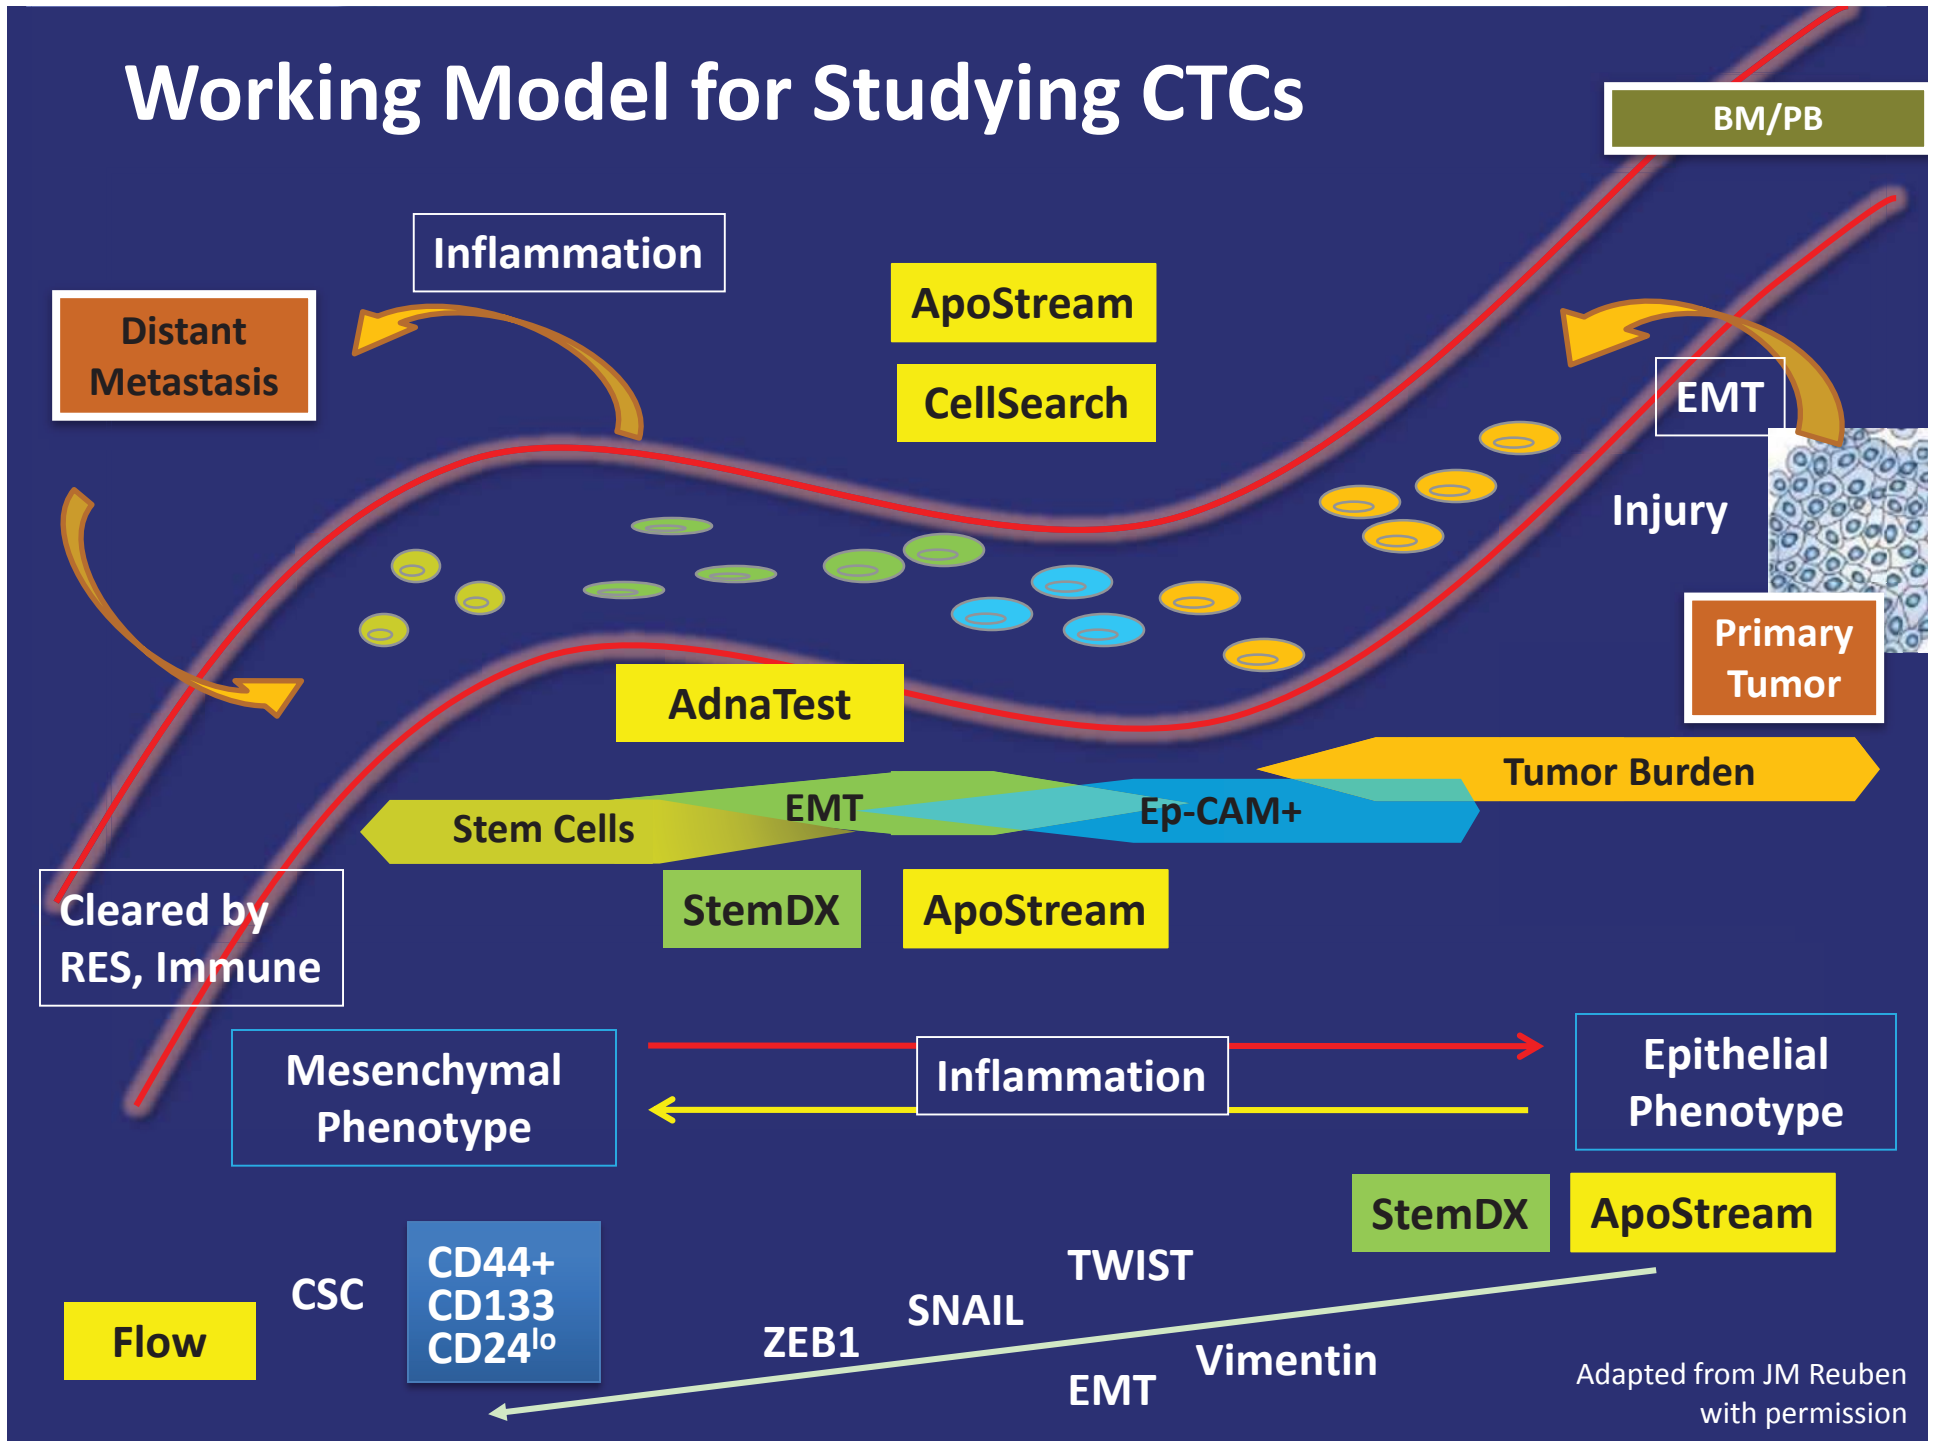 Working Model for Studying CTCs
BM/PB
Inflammation
Distant
Metastasis
ApoStream
CellSearch
EMT
Injury
Primary
Tumor
AdnaTest
Tumor Burden
Ep-CAM+
EMT
Stem Cells
StemDX
ApoStream
Cleared by
RES, Immune
Mesenchymal
Phenotype
Inflammation
Epithelial
Phenotype
StemDX
ApoStream
CSC
CD44+
CD133
CD24lo
Flow
TWIST
SNAIL
ZEB1
Vimentin
EMT
Adapted from JM Reuben
with permission